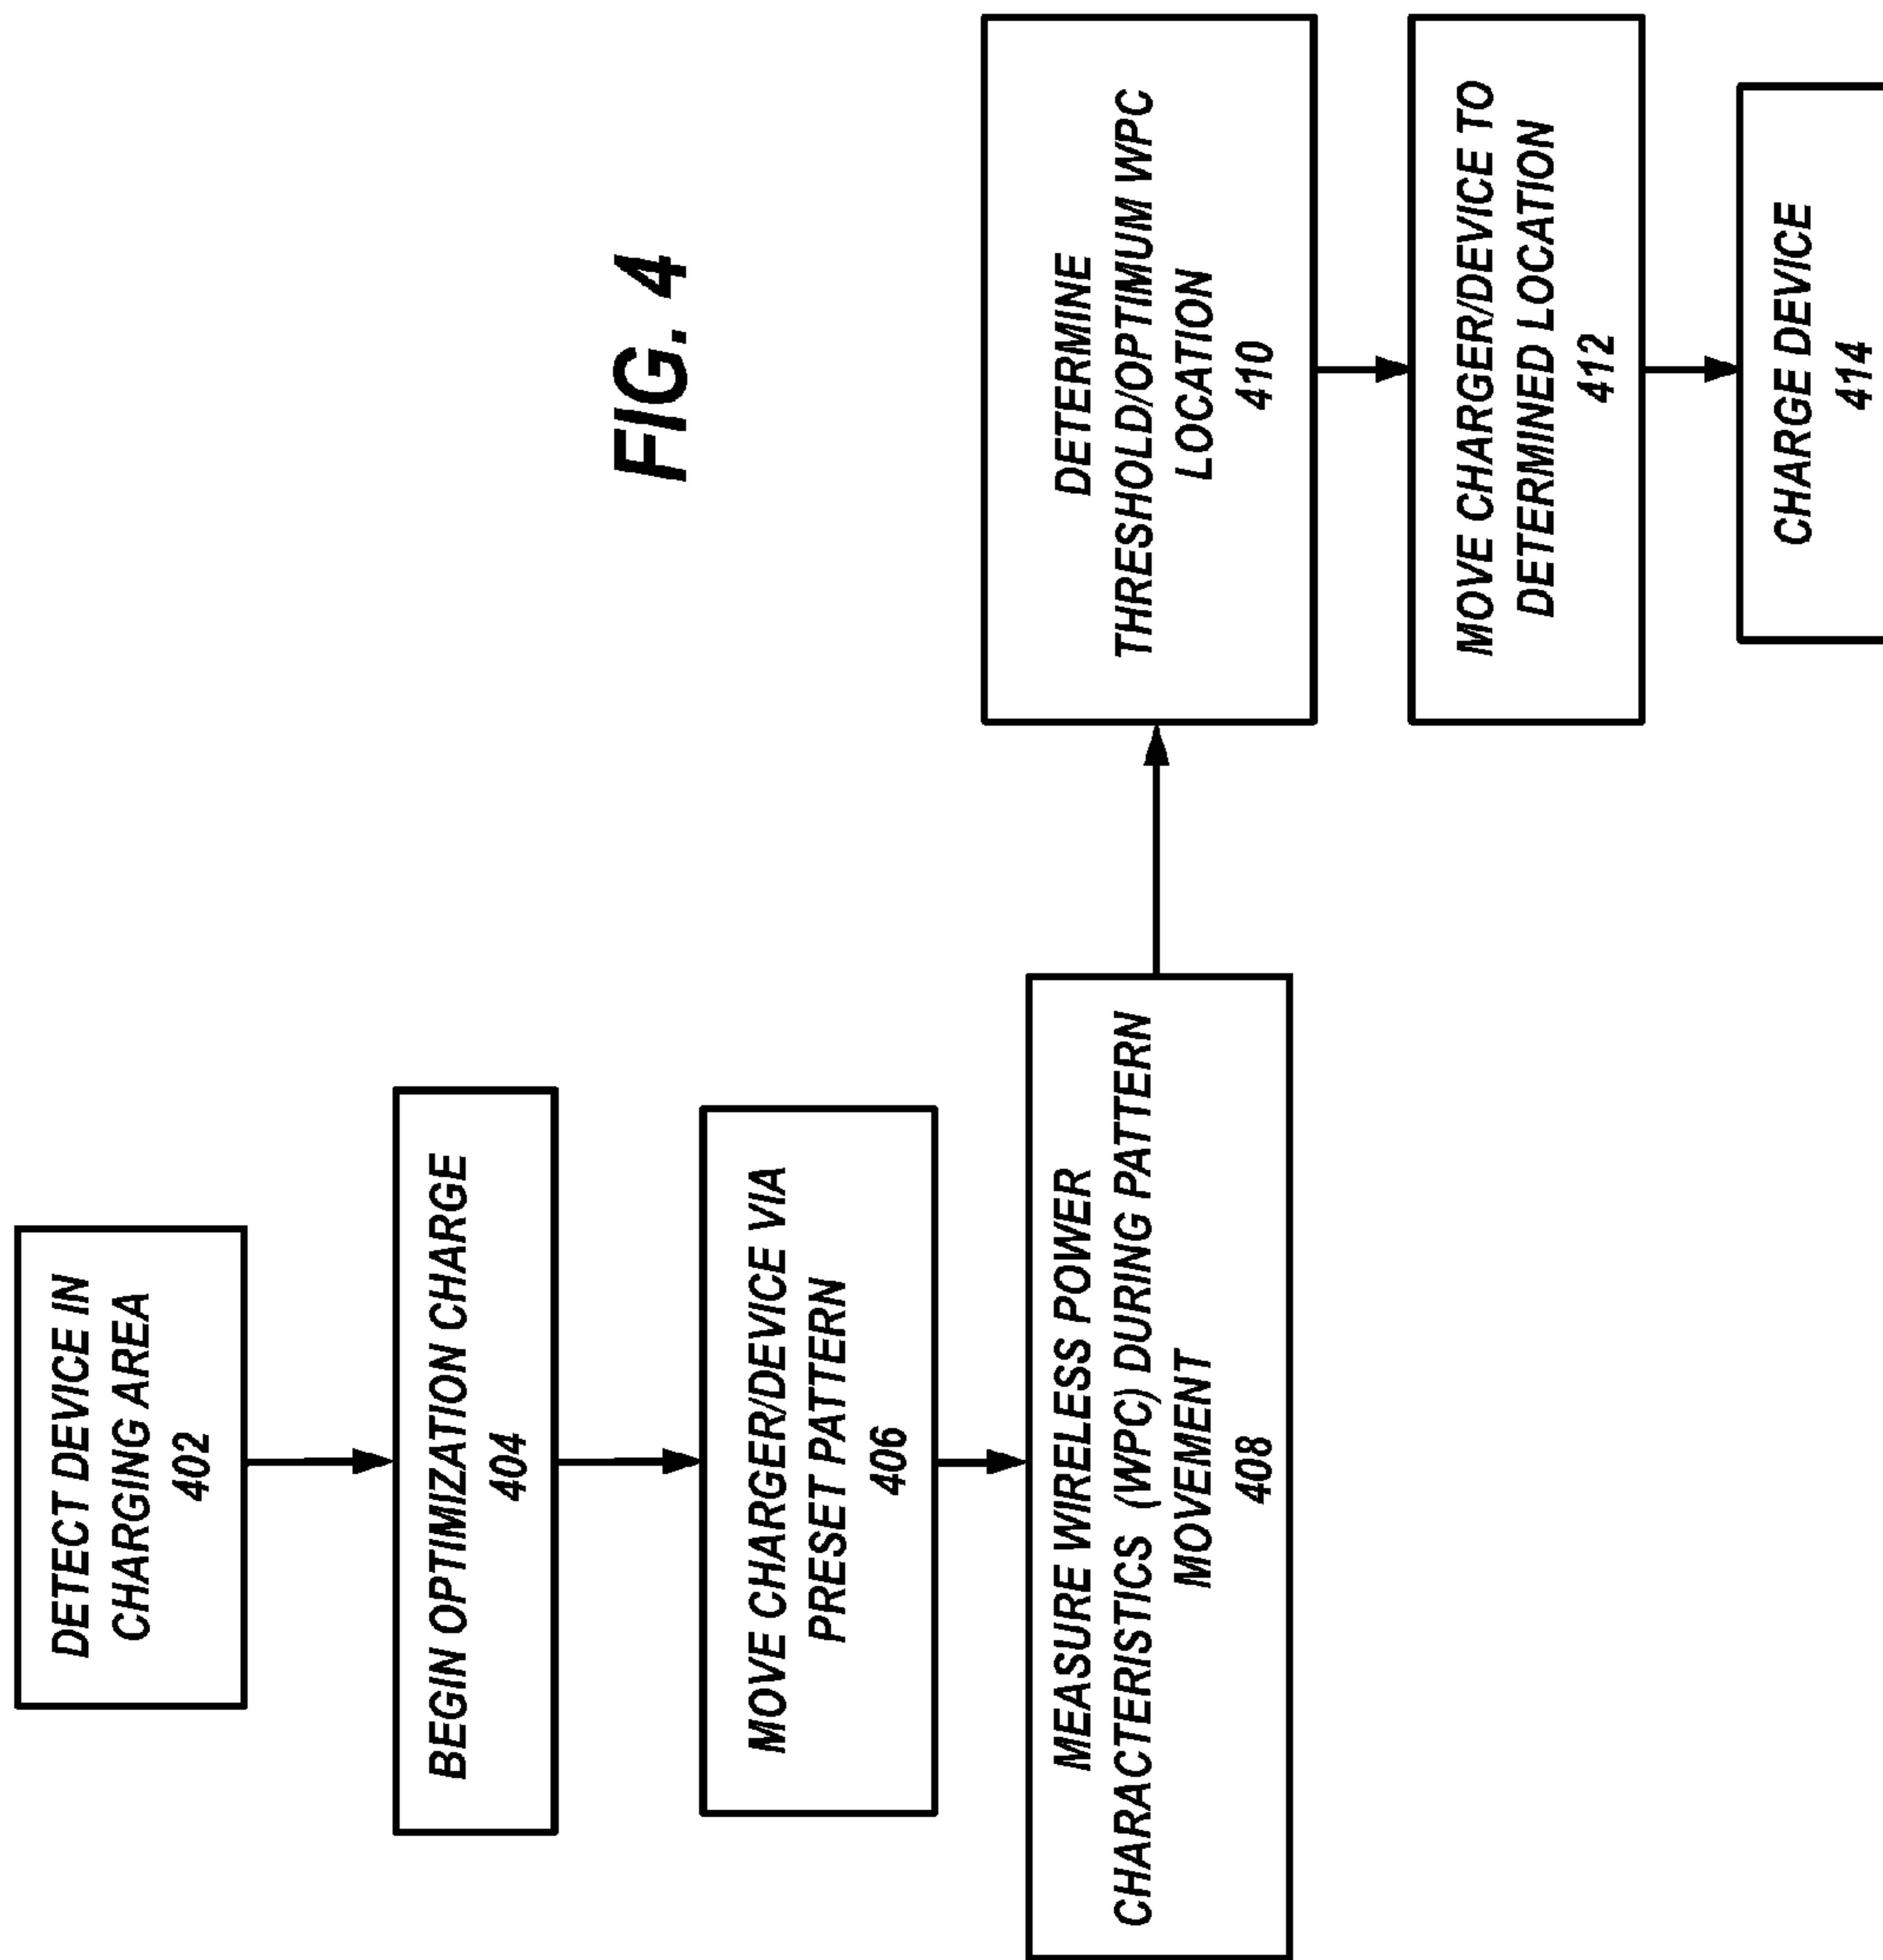 DETECT DEVICE IN
CHARGING AREA
402
BEGIN OPTIMIZATION CHARGE
404
MOVE CHARGER/DEVICE VIA
PRESET PATTERN
406
MEASURE WIRELESS POWER
CHARACTERISTICS (WPC) DURING PATTERN
MOVEMENT
408
DETERMINE
THRESHOLD/OPTIMUM WPC
LOCATION
410
MOVE CHARGER/DEVICE TO
DETERMINED LOCATION
412
CHARGE DEVICE
414
FIG. 4